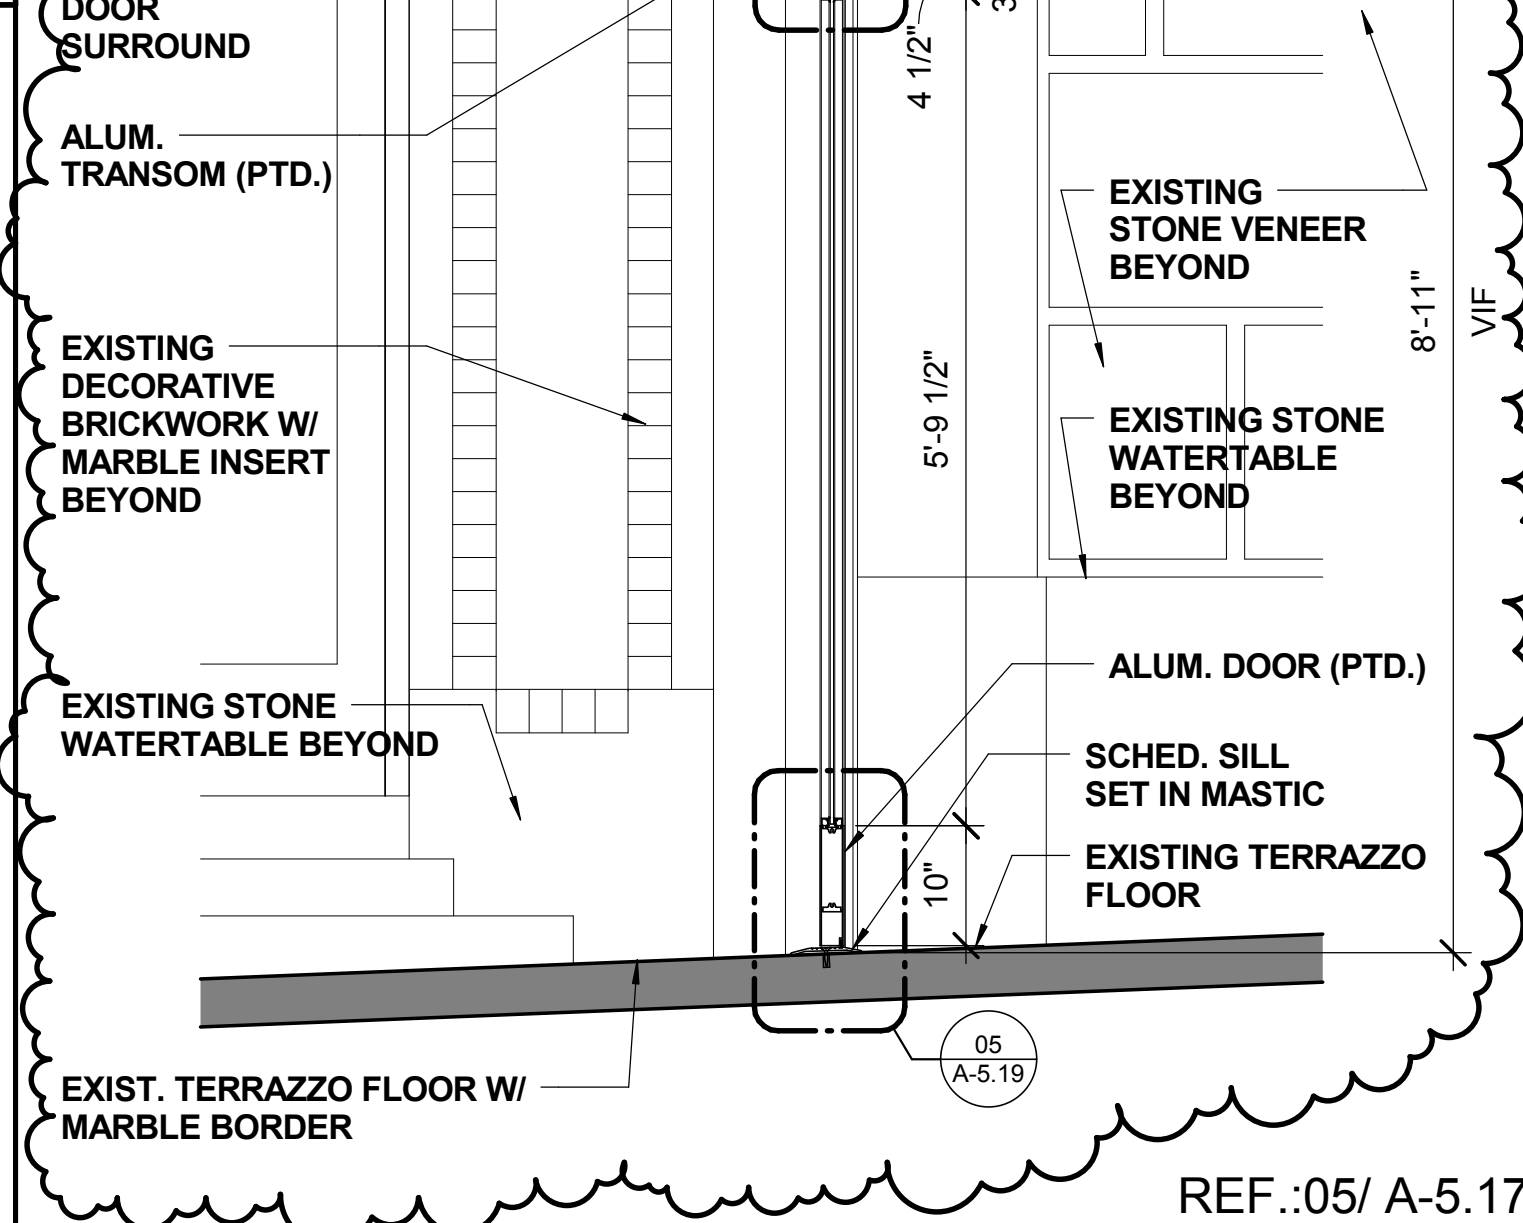 DOOR
SURROUND
ALUM.
TRANSOM (PTD.)
EXISTING
DECORATIVE
BRICKWORK W/
MARBLE INSERT
BEYOND
EXISTING STONE
WATERTABLE BEYOND
EXIST. TERRAZZO FLOOR W/
MARBLE BORDER
4 1/2"
3
5'-9 1/2"
10"
EXISTING
STONE VENEER
BEYOND
EXISTING STONE
WATERTABLE
BEYOND
8'-11"
VIF
ALUM. DOOR (PTD.)
SCHED. SILL
SET IN MASTIC
EXISTING TERRAZZO
FLOOR
05
A-5.19
REF.:05/ A-5.17